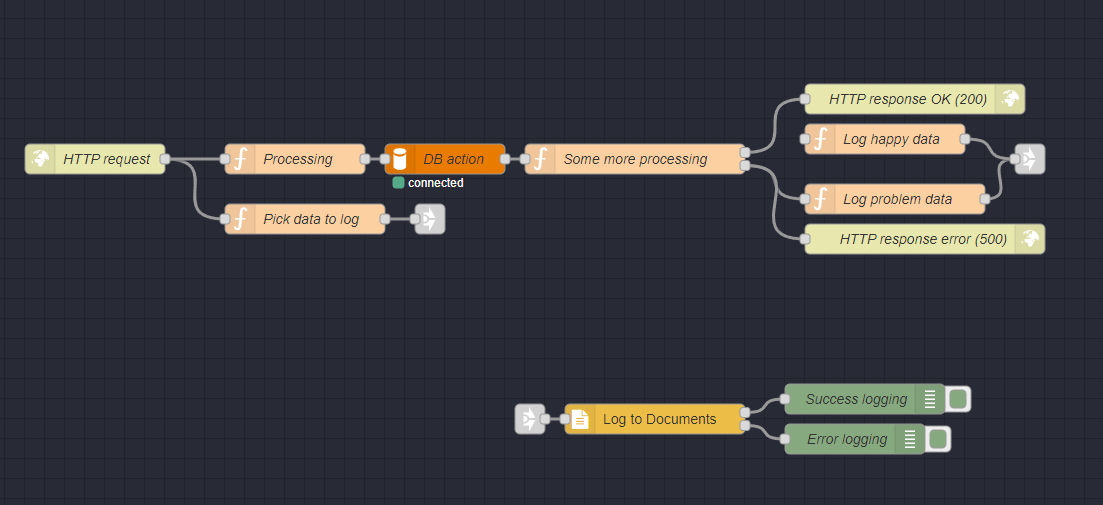 HTTP response OK (200)
Log happy data
HTTP request
Processing
DB action
Some more processing
connected
Log problem data
Pick data to log
HTTP response error (500)
Success logging
Log to Documents
Error logging